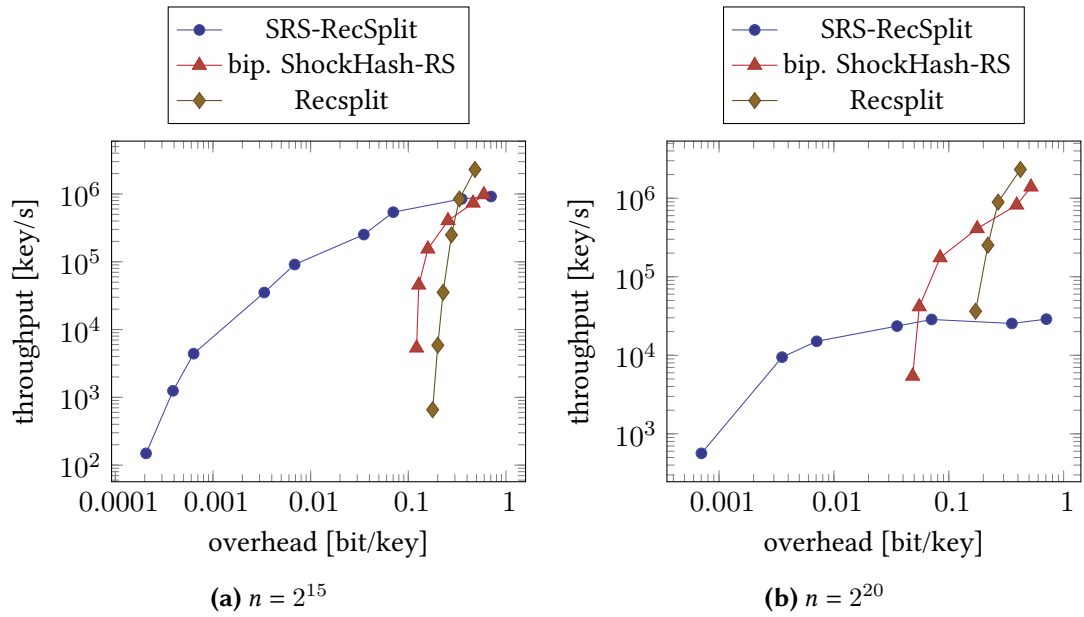 SRS-RecSplit
bip. ShockHash-RS
Recsplit
10^6
10^5
10^4
10^3
10^2
throughput [key/s]
0.0001 0.001 0.01 0.1 1
overhead [bit/key]
(a) n = 2^15
SRS-RecSplit
bip. ShockHash-RS
Recsplit
10^6
10^5
10^4
10^3
throughput [key/s]
0.001 0.01 0.1 1
overhead [bit/key]
(b) n = 2^20